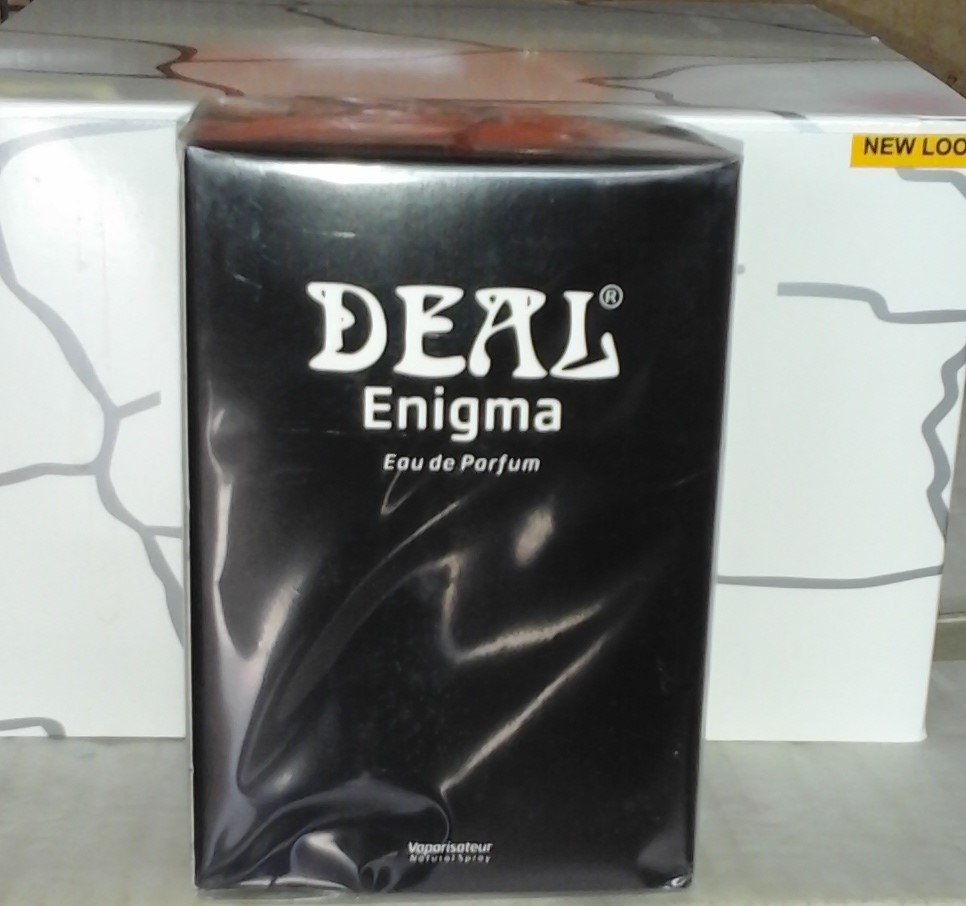 NEW LOO
DEAL®
Enigma
Eau de Parfum
Vaporisateur
Natural Spray